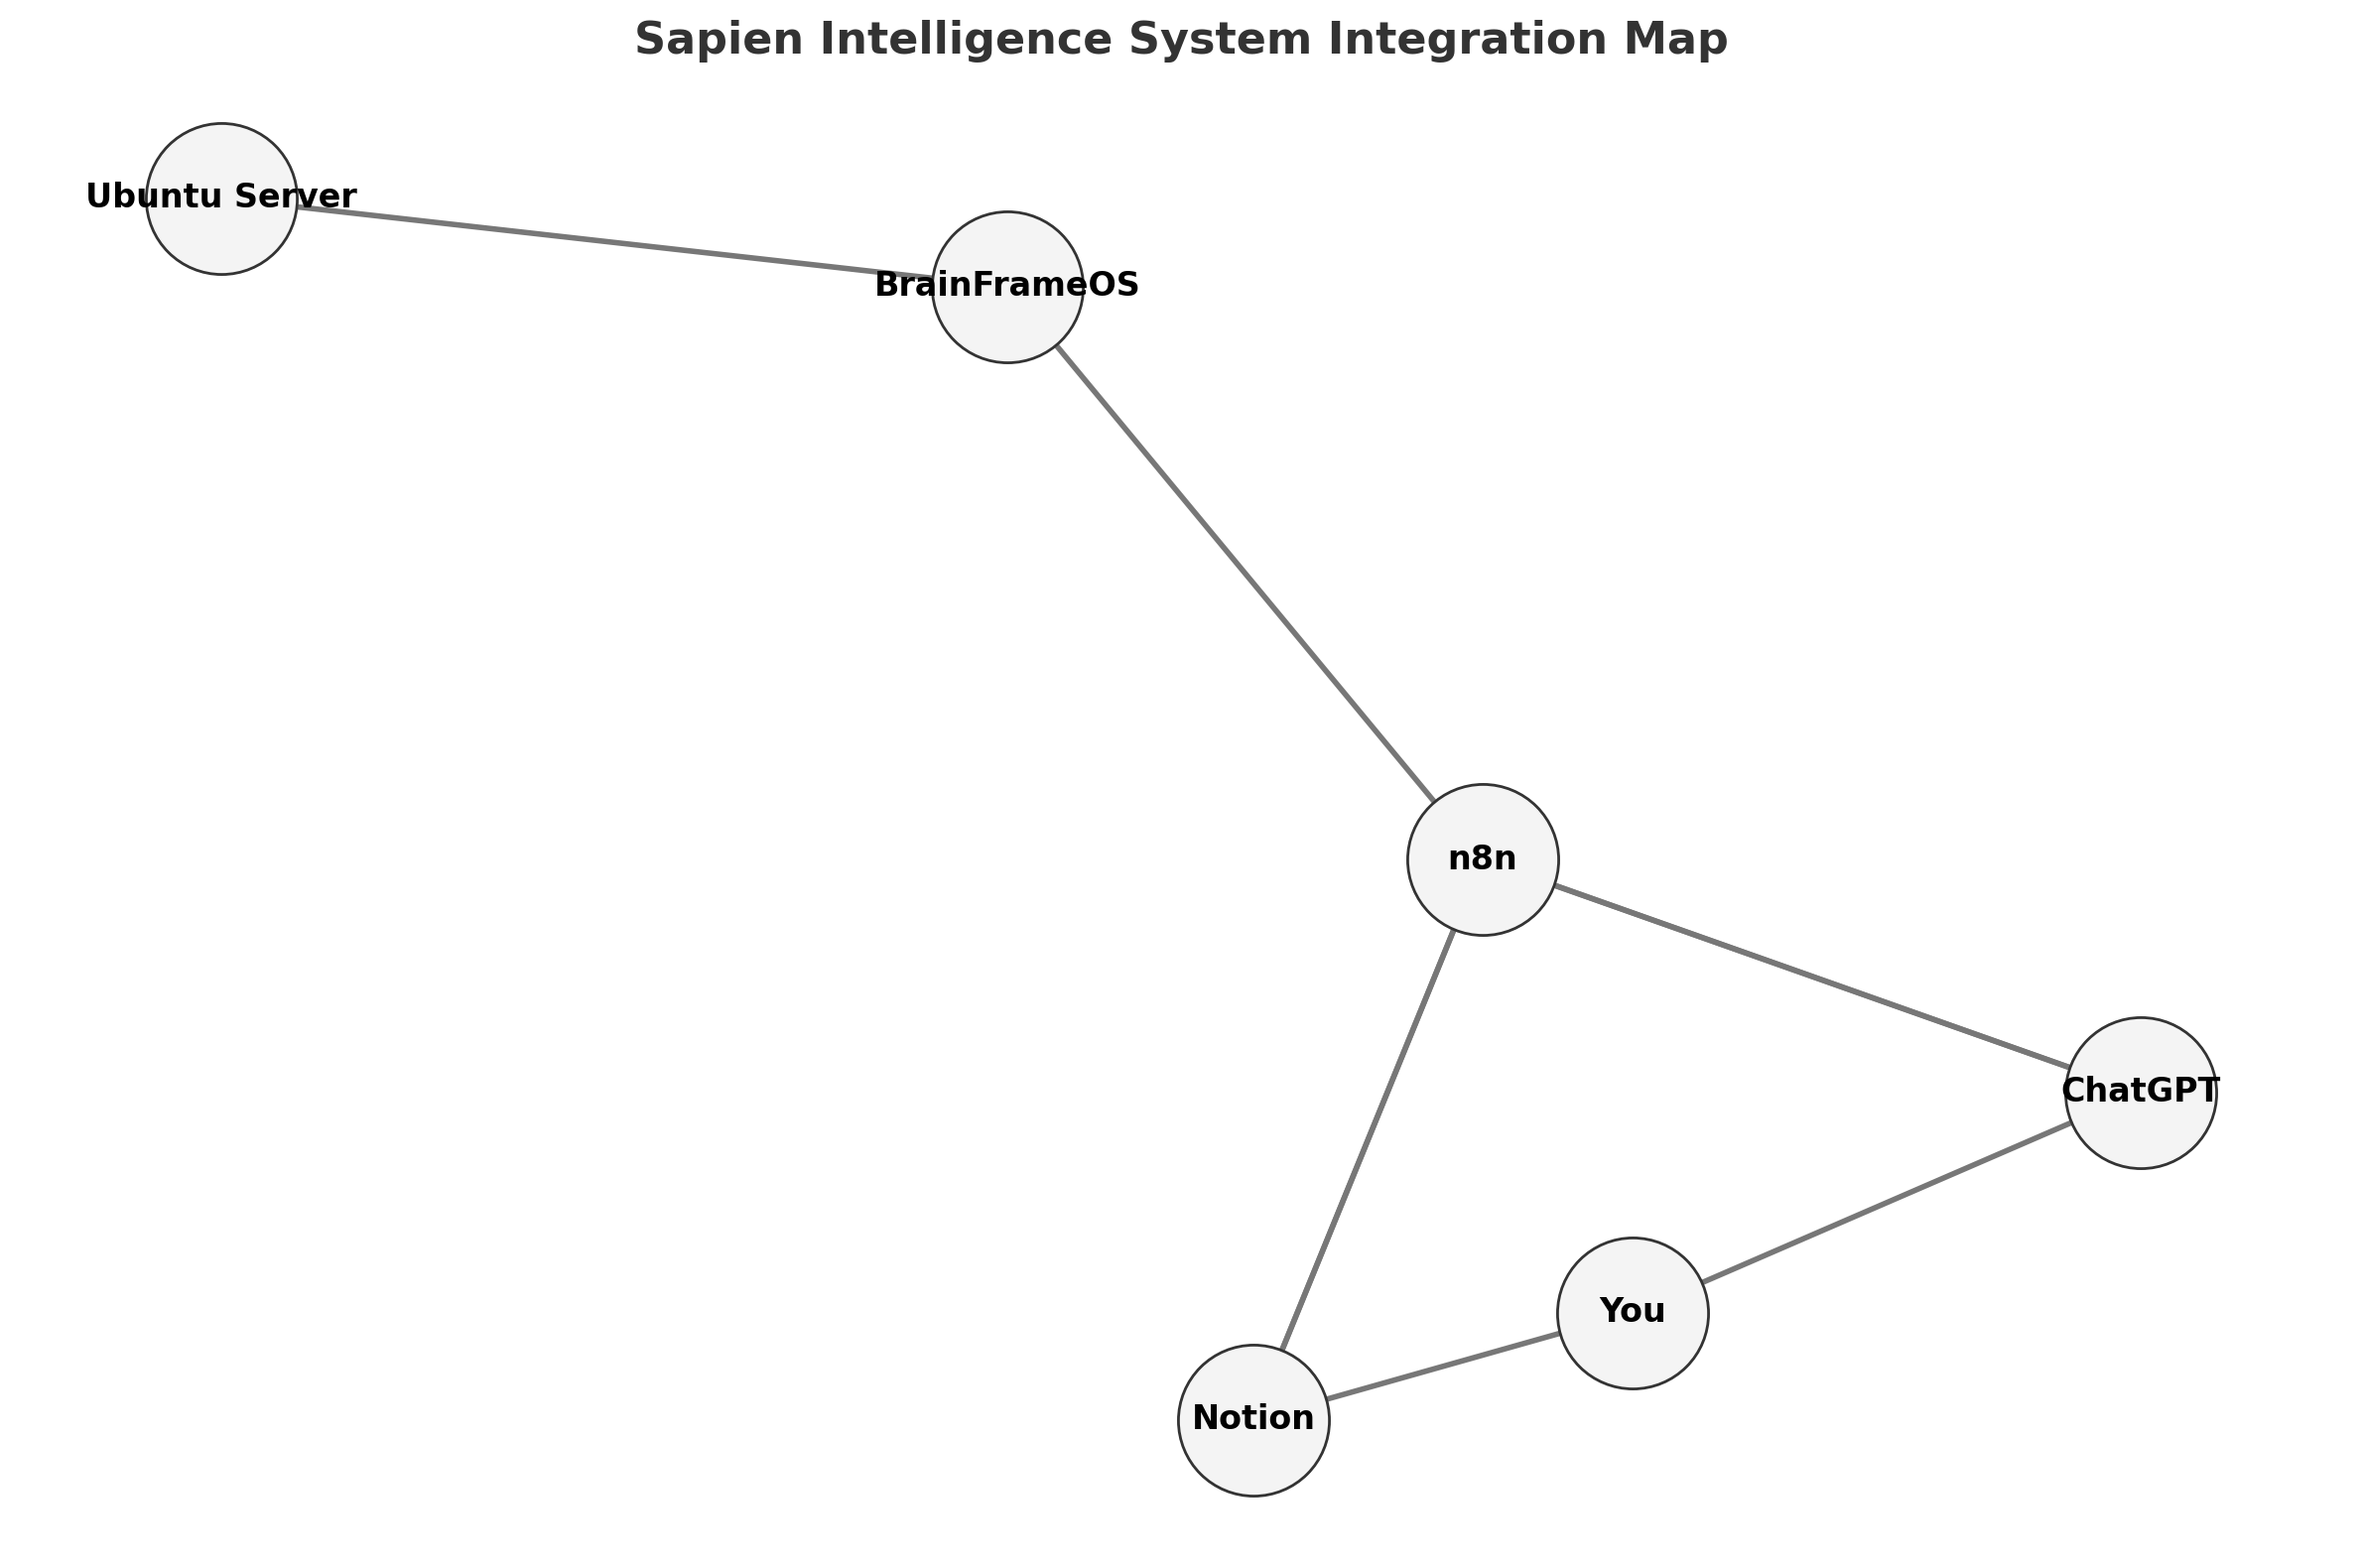 Sapien Intelligence System Integration Map
Ubuntu Server
BrainFrameOS
n8n
ChatGPT
You
Notion